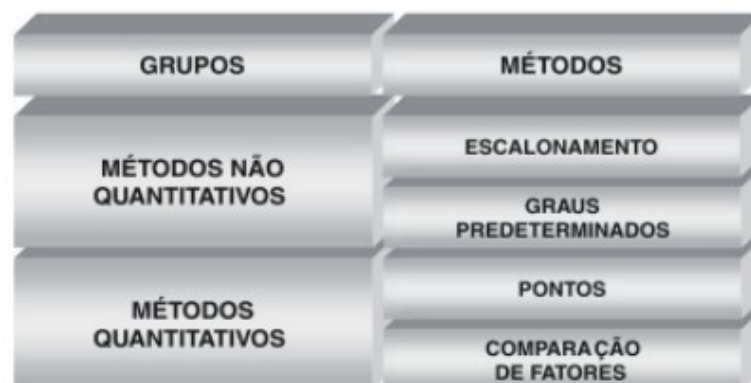 GRUPOS
MÉTODOS
MÉTODOS NÃO
QUANTITATIVOS
ESCALONAMENTO
GRAUS
PREDETERMINADOS
MÉTODOS
QUANTITATIVOS
PONTOS
COMPARAÇÃO
DE FATORES